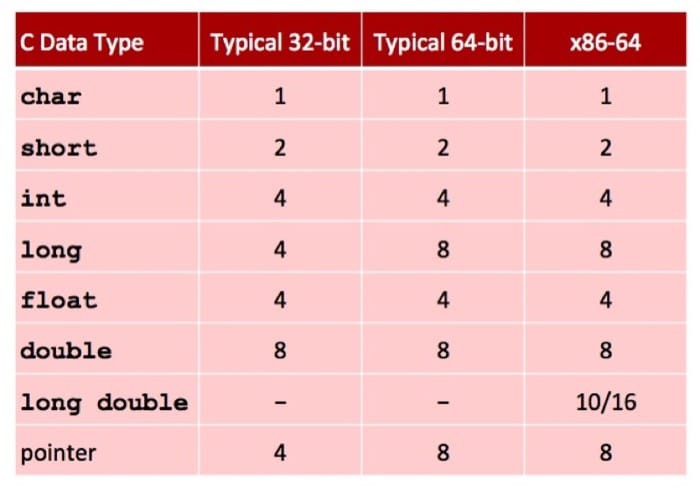 C Data Type Typical 32-bit Typical 64-bit x86-64
char 1 1 1
short 2 2 2
int 4 4 4
long 4 8 8
float 4 4 4
double 8 8 8
long double – – 10/16
pointer 4 8 8